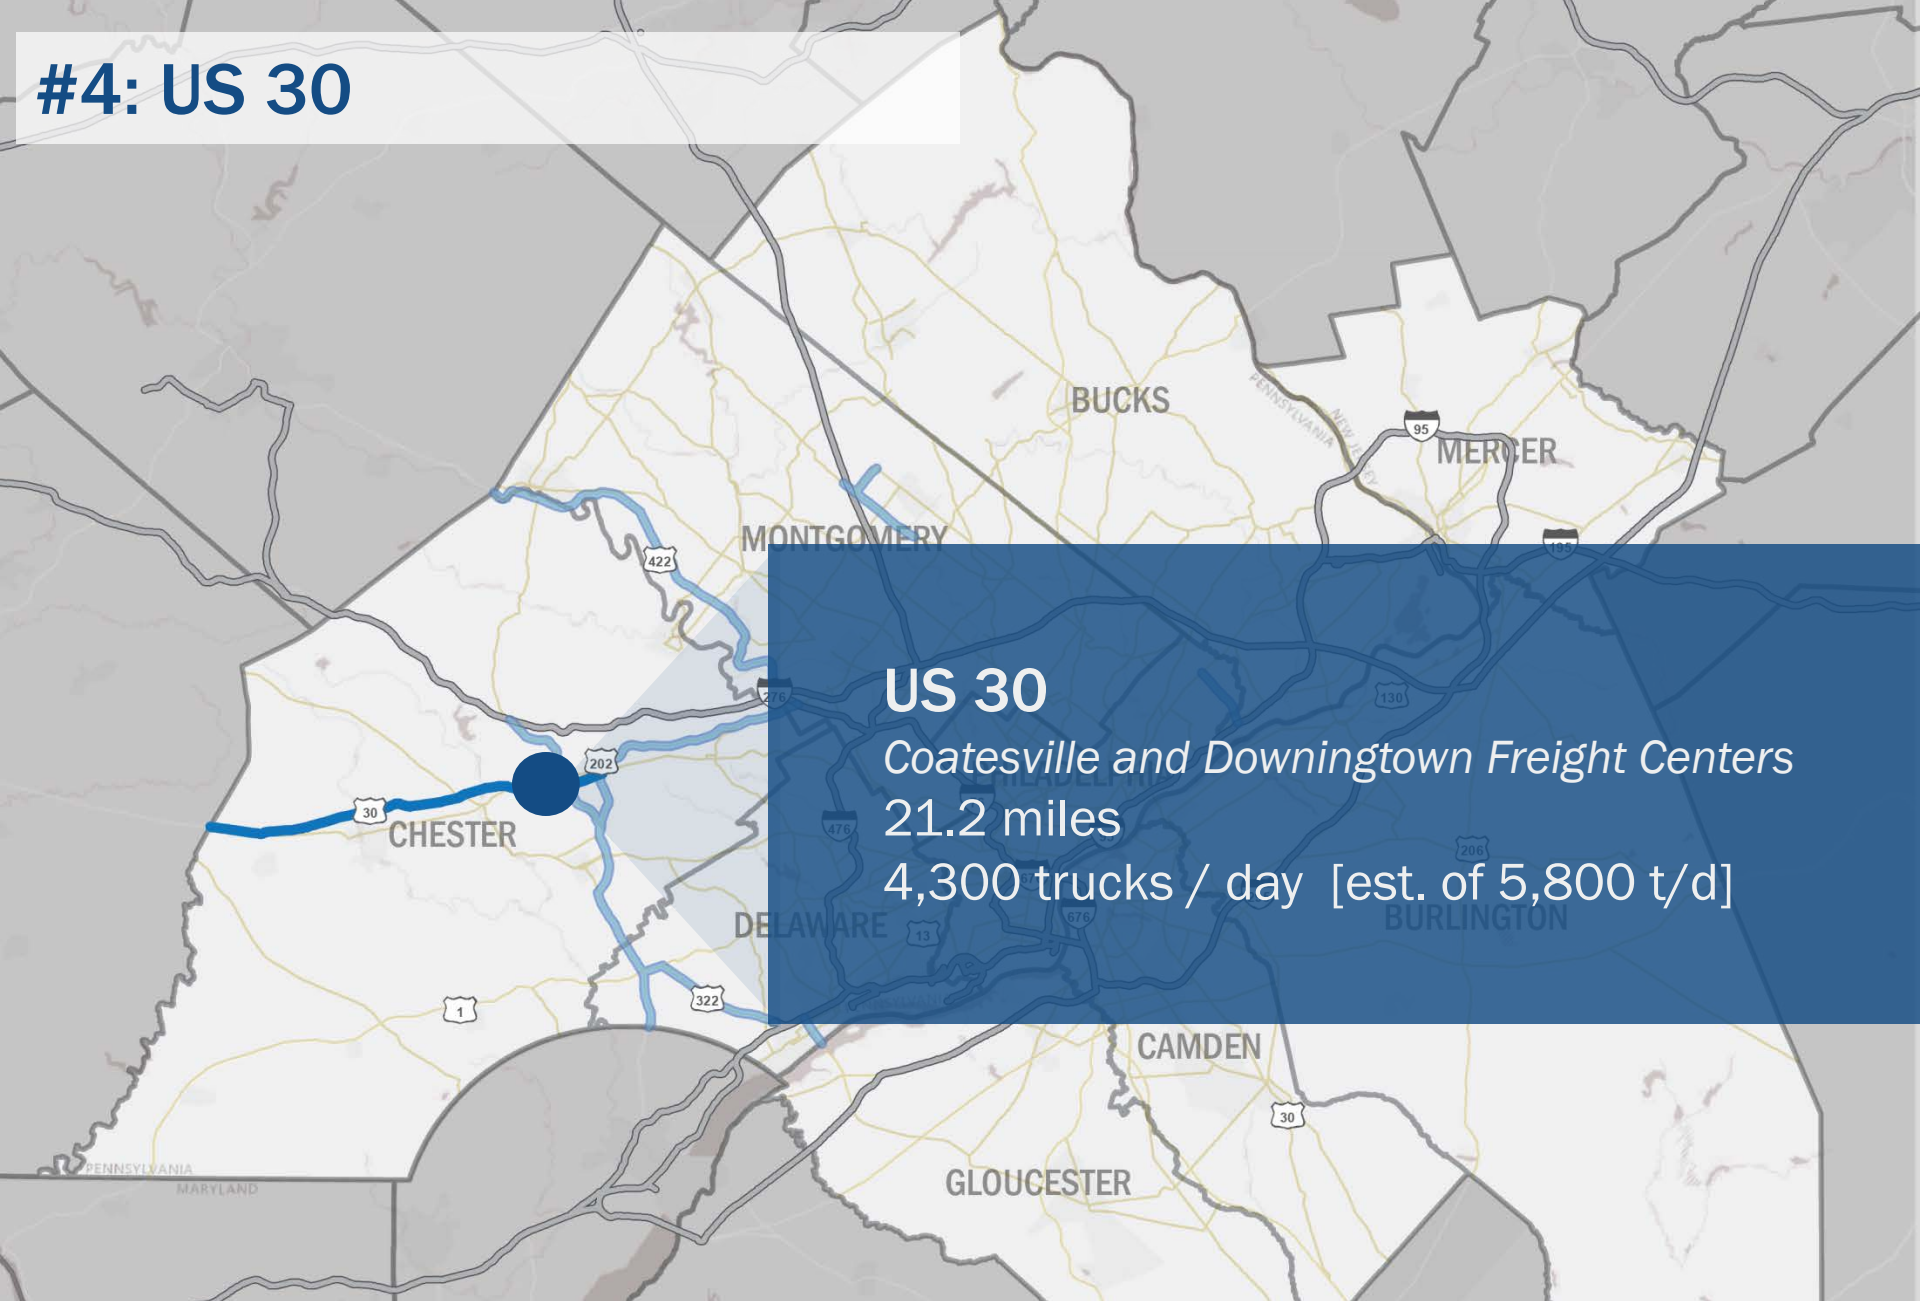 #4: US 30
BUCKS
PENNSYLVANIA
NEW JERSEY
95
MERCER
MONTGOMERY
195
422
276
130
US 30
202
Coatesville and Downingtown Freight Centers
PHILADELPHIA
30
21.2 miles
476
CHESTER
206
4,300 trucks / day [est. of 5,800 t/d]
DELAWARE
13
676
BURLINGTON
322
1
CAMDEN
30
PENNSYLVANIA
MARYLAND
GLOUCESTER